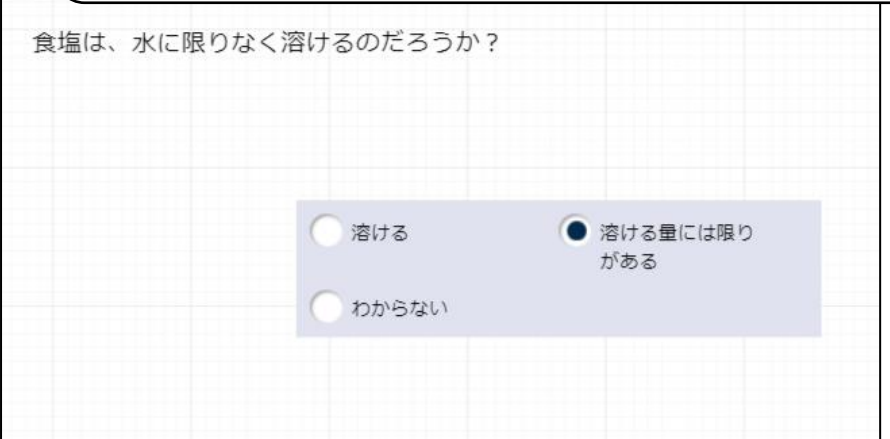 食塩は、水に限りなく溶けるのだろうか？
溶ける
溶ける量には限り
がある
わからない